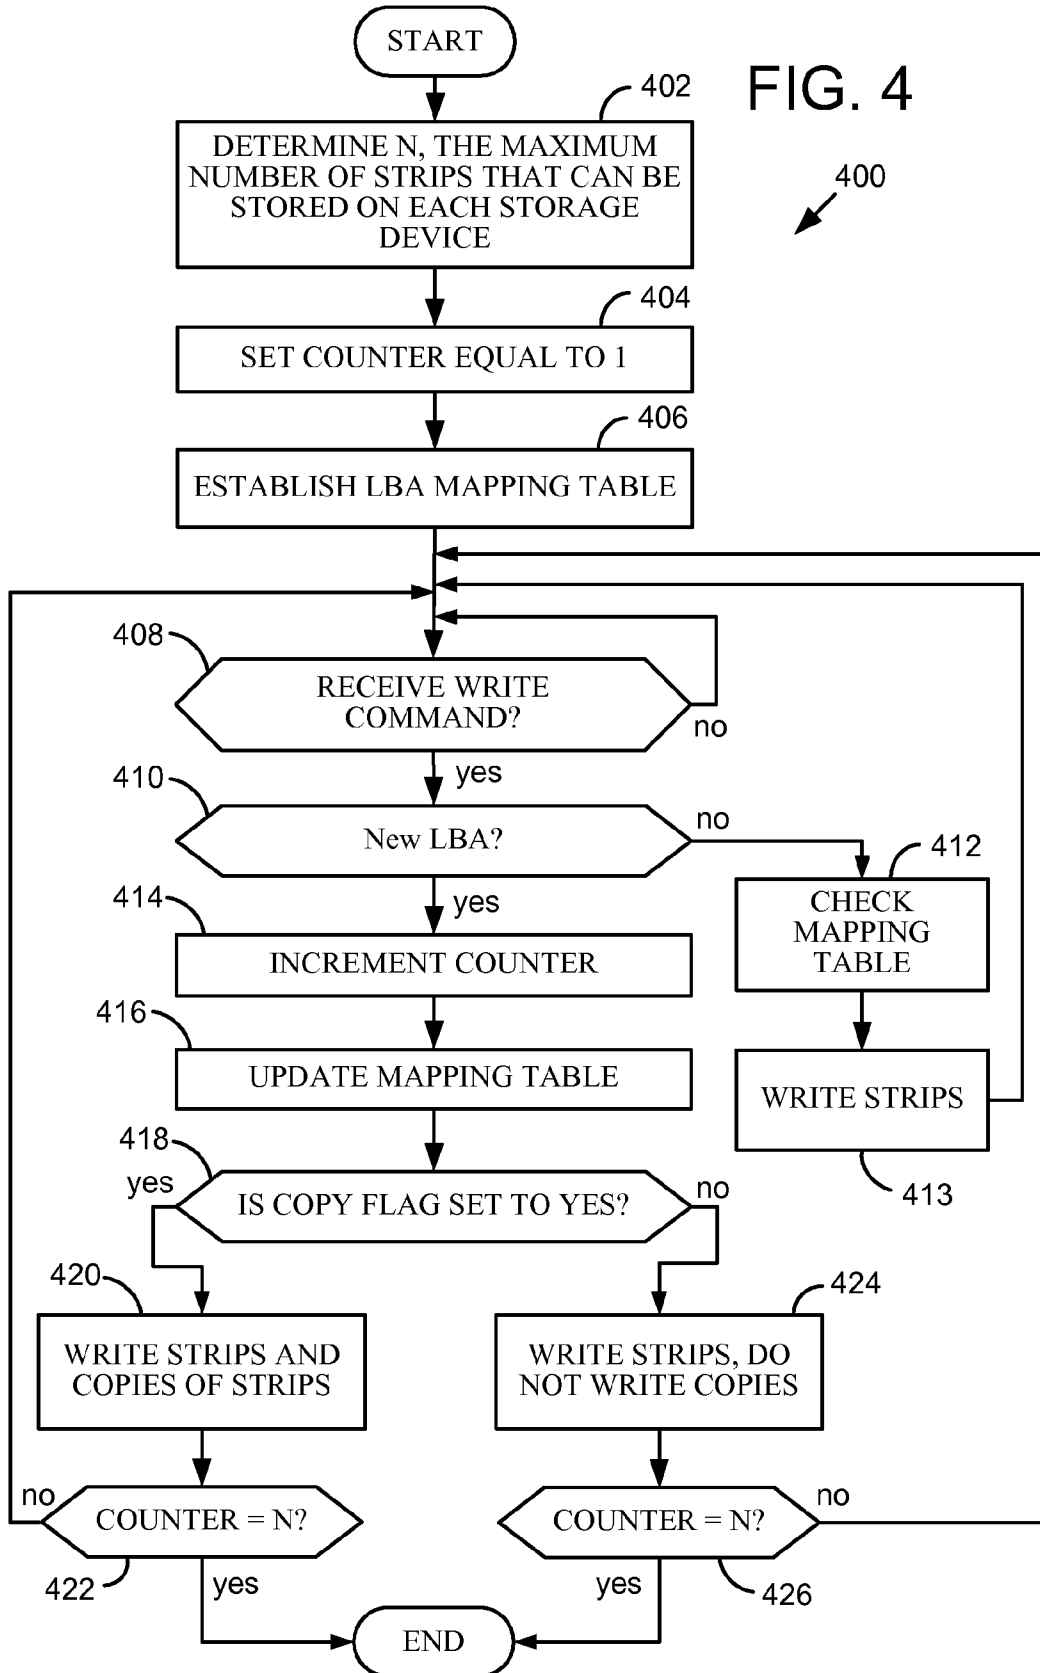 START
FIG. 4
402
DETERMINE N, THE MAXIMUM
NUMBER OF STRIPS THAT CAN BE
STORED ON EACH STORAGE
DEVICE
400
404
SET COUNTER EQUAL TO 1
406
ESTABLISH LBA MAPPING TABLE
408
RECEIVE WRITE
COMMAND?
no
yes
410
New LBA?
no
412
CHECK
MAPPING
TABLE
yes
414
INCREMENT COUNTER
416
UPDATE MAPPING TABLE
WRITE STRIPS
413
418
yes
IS COPY FLAG SET TO YES?
no
420
WRITE STRIPS AND
COPIES OF STRIPS
424
WRITE STRIPS, DO
NOT WRITE COPIES
no
COUNTER = N?
422
yes
COUNTER = N?
no
yes
426
END